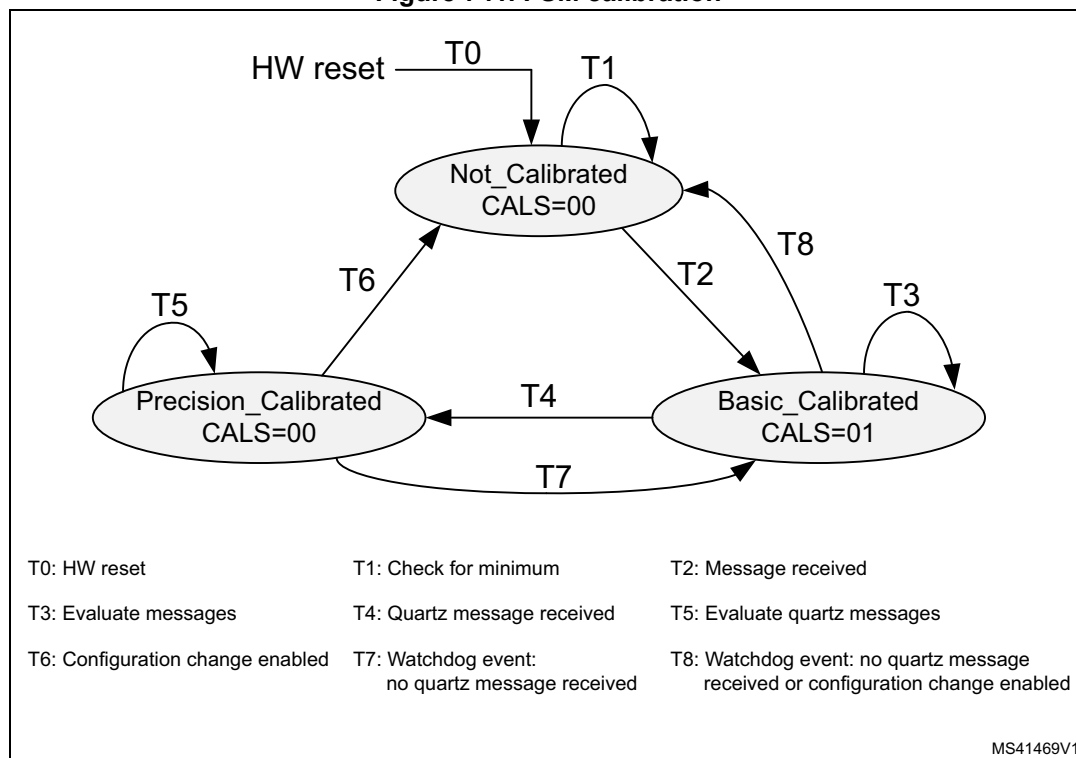 Figure calibration
HW reset
T0
T1
Not_Calibrated
CALS=00
T8
T6
T2
T5
T3
Precision_Calibrated
CALS=00
T4
Basic_Calibrated
CALS=01
T7
T0: HW reset
T1: Check for minimum
T2: Message received
T3: Evaluate messages
T4: Quartz message received
T5: Evaluate quartz messages
T6: Configuration change enabled
T7: Watchdog event:
no quartz message received
T8: Watchdog event: no quartz message
received or configuration change enabled
MS41469V1